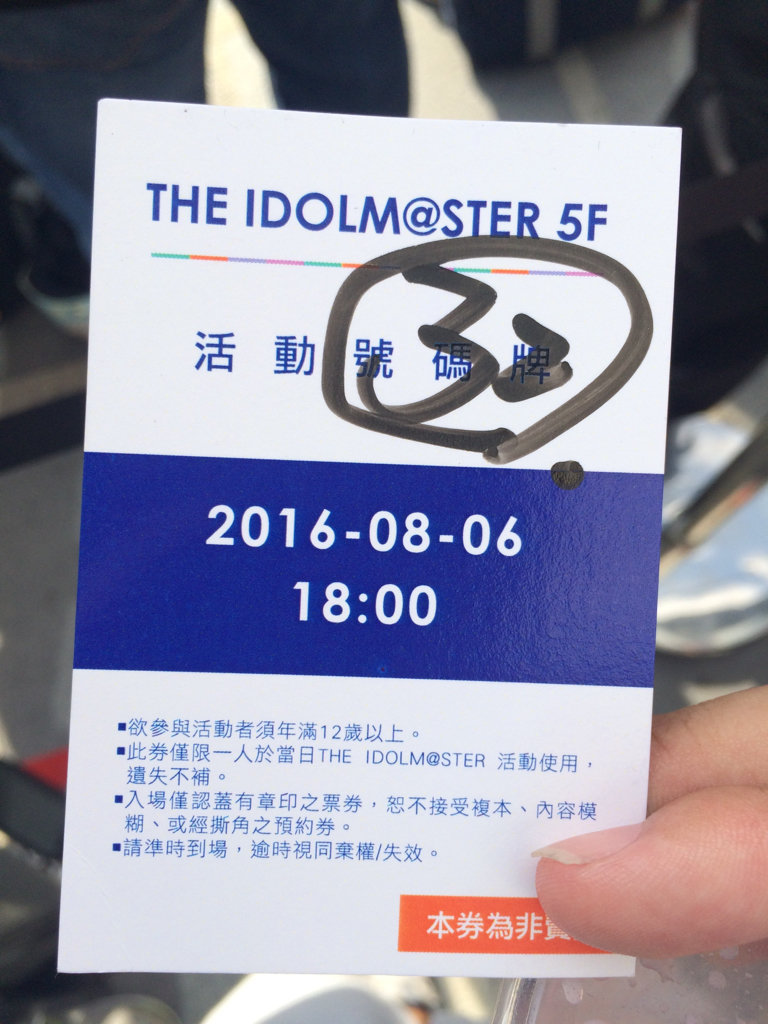 THE IDOLM@STER 5F
活動號碼牌
32
2016-08-06
18:00
■欲參與活動者須年滿12歲以上。
■此券僅限一人於當日THE IDOLM@STER 活動使用，
遺失不補。
■入場僅認蓋有章印之票券，恕不接受複本、內容模
糊、或經撕角之預約券。
■請準時到場，逾時視同棄權/失效。
本券為非賣